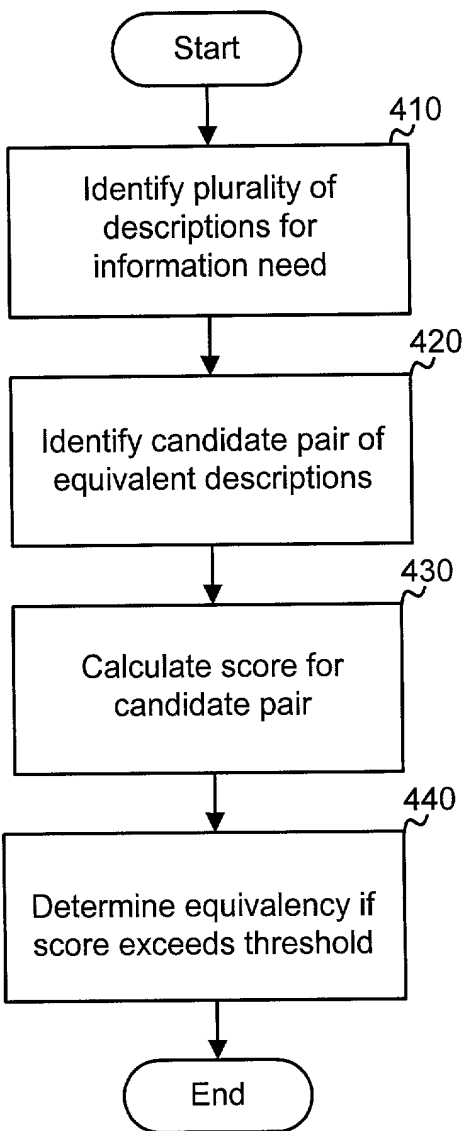 Start
410
Identify plurality of
descriptions for
information need
420
Identify candidate pair of
equivalent descriptions
430
Calculate score for
candidate pair
440
Determine equivalency if
score exceeds threshold
End